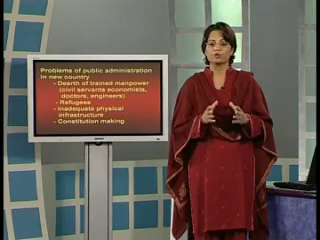 Problems of public administration
in new country
- Dearth of trained manpower
(civil servants economists,
doctors, engineers)
- Refugees
- Inadequate physical
infrastructure
- Constitution making